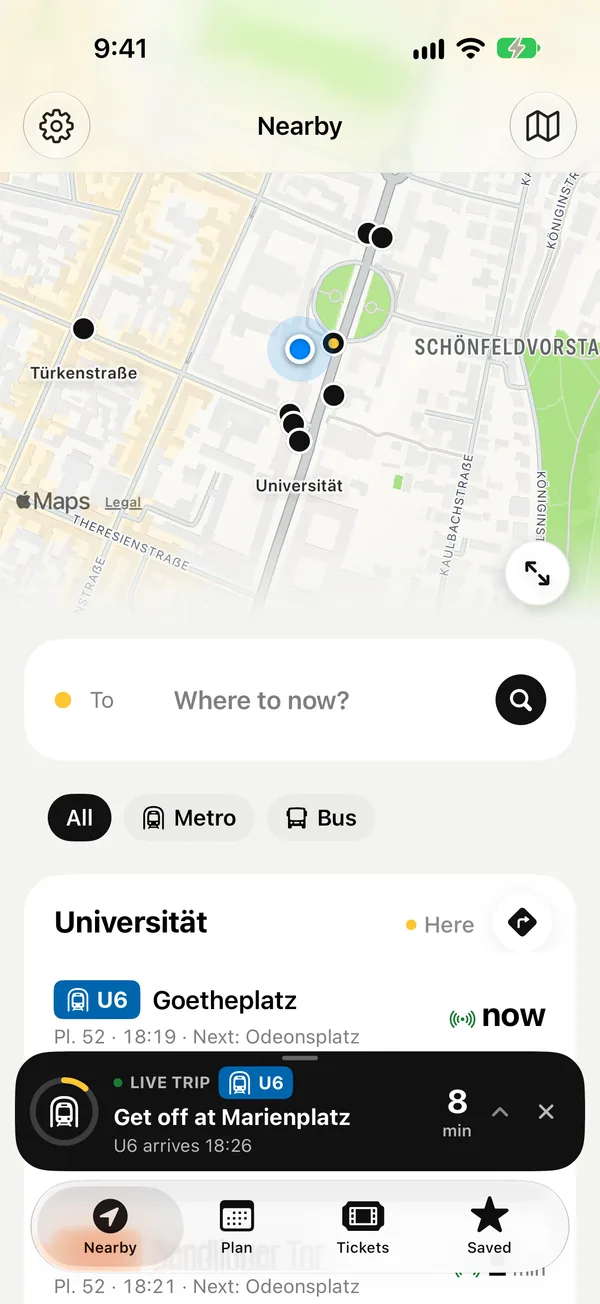 9:41
Nearby
KÖNIGINSTR
SCHÖNFELDVORSTA
Türkenstraße
Universität
Maps Legal
THERESIENSTRASSE
KAULBACHSTRASSE
KÖNIGINST
STRASSE
To Where to now?
All Metro Bus
Universität Here
U6 Goetheplatz
now
Pl. 52 · 18:19 · Next: Odeonsplatz
LIVE TRIP U6
Get off at Marienplatz
U6 arrives 18:26
8
min
Nearby Plan Tickets Saved
Pl. 52 · 18:21 · Next: Odeonsplatz